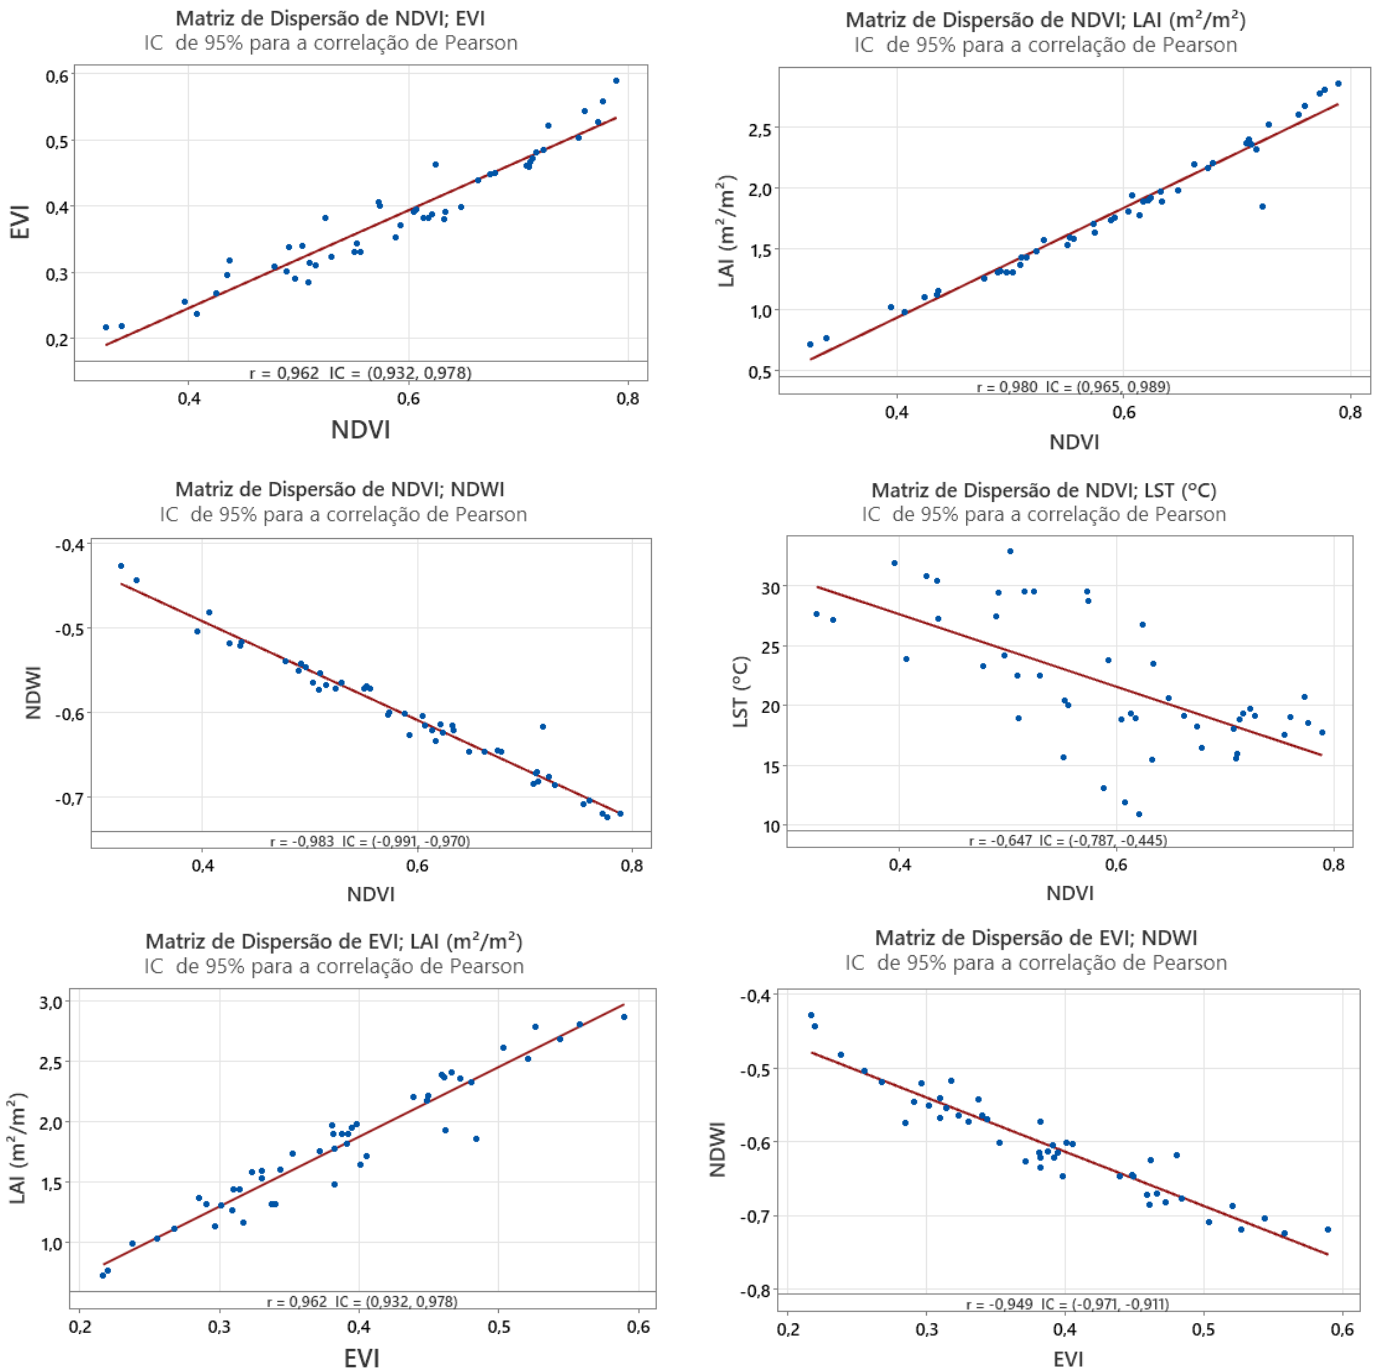 Matriz de Dispersão de NDVI; EVI
IC de 95% para a correlação de Pearson
0,6
0,5
0,4
0,3
0,2
EVI
r = 0,962 IC = (0,932, 0,978)
0,4 0,6 0,8
NDVI
Matriz de Dispersão de NDVI; LAI (m²/m²)
IC de 95% para a correlação de Pearson
2,5
2,0
1,5
1,0
0,5
LAI (m²/m²)
r = 0,980 IC = (0,965, 0,989)
0,4 0,6 0,8
NDVI
Matriz de Dispersão de NDVI; NDWI
IC de 95% para a correlação de Pearson
-0,4
-0,5
-0,6
-0,7
NDWI
r = -0,983 IC = (-0,991, -0,970)
0,4 0,6 0,8
NDVI
Matriz de Dispersão de NDVI; LST (ºC)
IC de 95% para a correlação de Pearson
30
25
20
15
10
LST (ºC)
r = -0,647 IC = (-0,787, -0,445)
0,4 0,6 0,8
NDVI
Matriz de Dispersão de EVI; LAI (m²/m²)
IC de 95% para a correlação de Pearson
3,0
2,5
2,0
1,5
1,0
LAI (m²/m²)
r = 0,962 IC = (0,932, 0,978)
0,2 0,3 0,4 0,5 0,6
EVI
Matriz de Dispersão de EVI; NDWI
IC de 95% para a correlação de Pearson
-0,4
-0,5
-0,6
-0,7
-0,8
NDWI
r = -0,949 IC = (-0,971, -0,911)
0,2 0,3 0,4 0,5 0,6
EVI